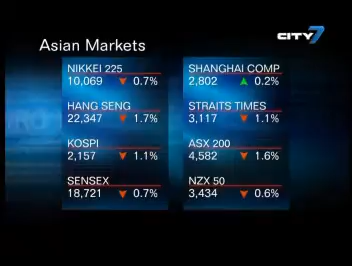 CITY7
Asian Markets
NIKKEI 225
10,069 ▼ 0.7%
HANG SENG
22,347 ▼ 1.7%
KOSPI
2,157 ▼ 1.1%
SENSEX
18,721 ▼ 0.7%
SHANGHAI COMP
2,802 ▲ 0.2%
STRAITS TIMES
3,117 ▼ 1.1%
ASX 200
4,582 ▼ 1.6%
NZX 50
3,434 ▼ 0.6%